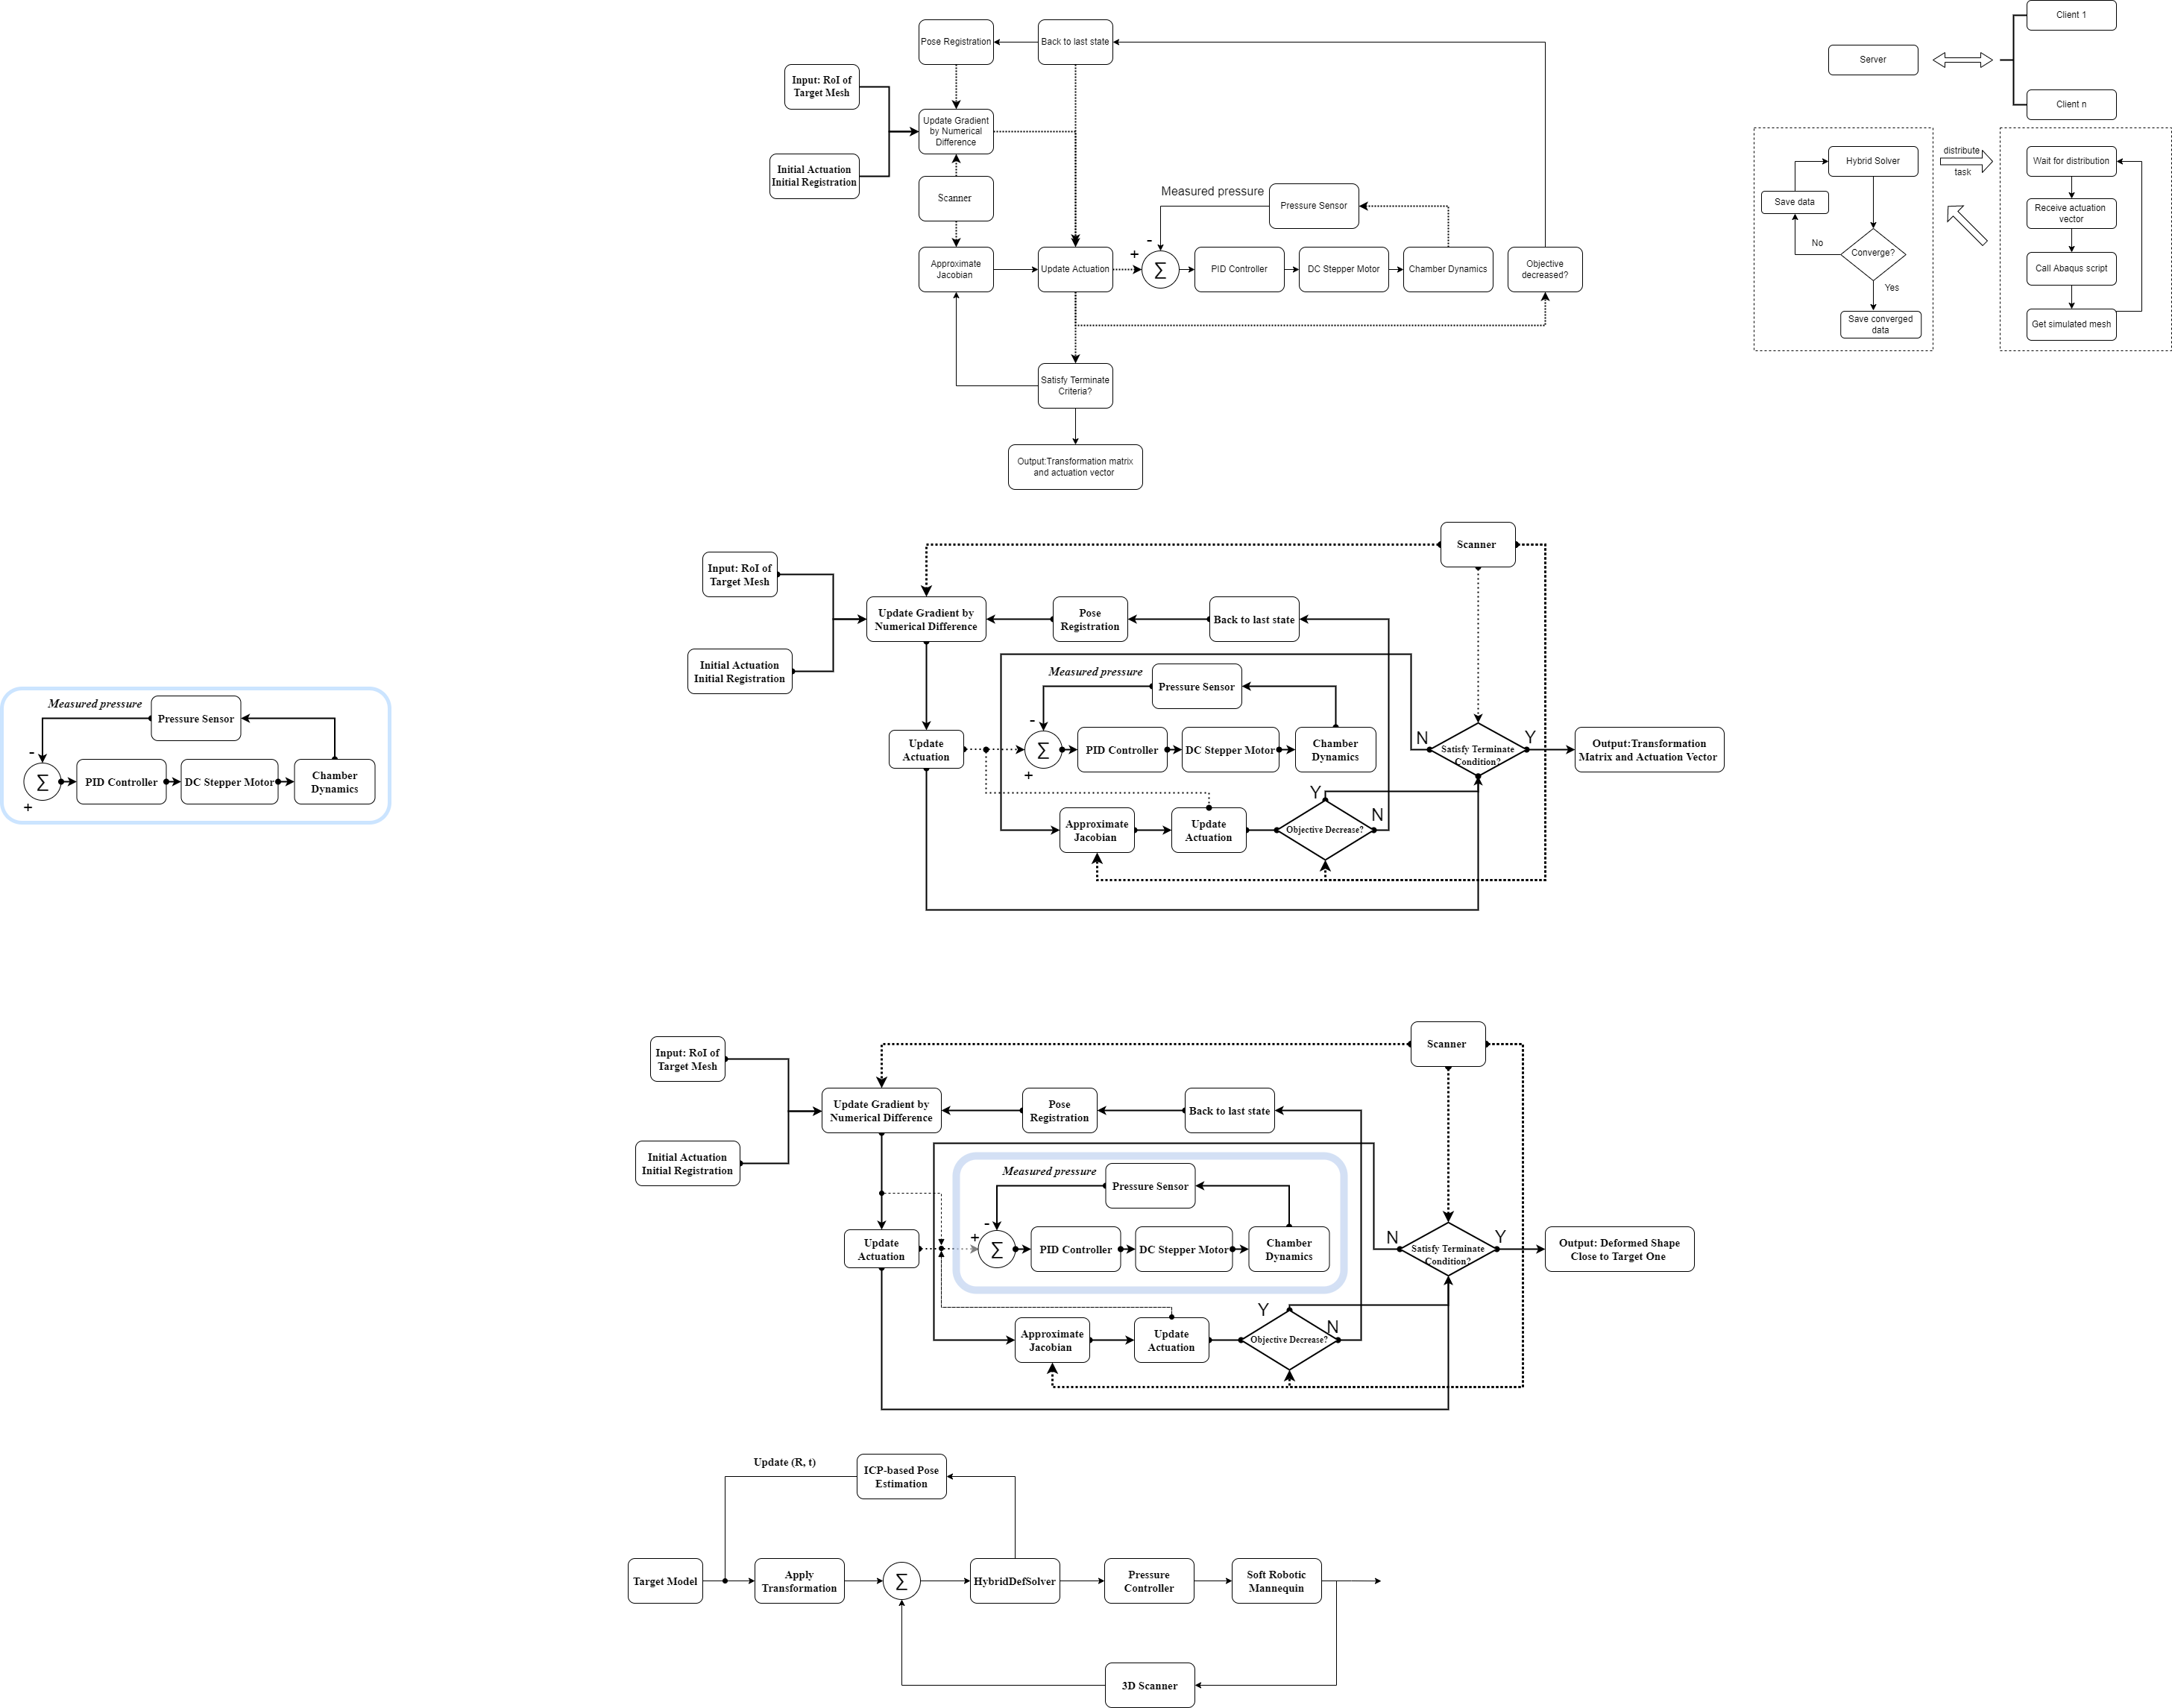 Pose Registration
Back to last state
Input: RoI of
Target Mesh
Update Gradient
by Numerical
Difference
Initial Actuation
Initial Registration
Scanner
Measured pressure
Pressure Sensor
-
+
Approximate
Jacobian
Update Actuation
∑
PID Controller
DC Stepper Motor
Chamber Dynamics
Objective
decreased?
Satisfy Terminate
Criteria?
Output:Transformation matrix
and actuation vector
Client 1
Server
Client n
Hybrid Solver
distribute
task
Wait for distribution
Save data
Receive actuation
vector
No
Converge?
Call Abaqus script
Yes
Save converged
data
Get simulated mesh
Measured pressure
Pressure Sensor
-
∑
+
PID Controller
DC Stepper Motor
Chamber
Dynamics
Scanner
Input: RoI of
Target Mesh
Update Gradient by
Numerical Difference
Pose
Registration
Back to last state
Initial Actuation
Initial Registration
Measured pressure
Pressure Sensor
-
Update
Actuation
∑
+
PID Controller
DC Stepper Motor
Chamber
Dynamics
N
Satisfy Terminate
Condition?
Y
Output:Transformation
Matrix and Actuation Vector
Y
N
Approximate
Jacobian
Update
Actuation
Objective Decrease?
Scanner
Input: RoI of
Target Mesh
Update Gradient by
Numerical Difference
Pose
Registration
Back to last state
Initial Actuation
Initial Registration
Measured pressure
Pressure Sensor
-
+
Update
Actuation
∑
PID Controller
DC Stepper Motor
Chamber
Dynamics
N
Satisfy Terminate
Condition?
Y
Output: Deformed Shape
Close to Target One
Y
N
Approximate
Jacobian
Update
Actuation
Objective Decrease?
Update (R, t)
ICP-based Pose
Estimation
Target Model
Apply
Transformation
∑
HybridDefSolver
Pressure
Controller
Soft Robotic
Mannequin
3D Scanner